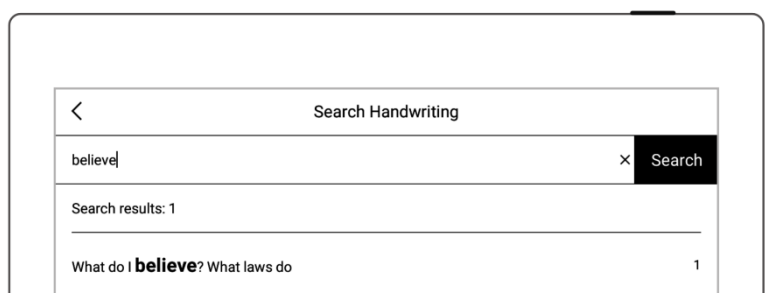 Search Handwriting
believe
Search
Search results: 1
What do I believe? What laws do
1